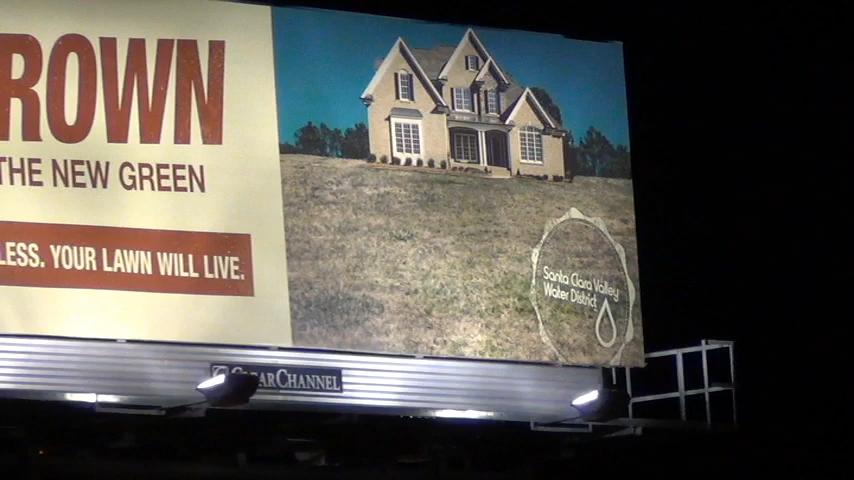 ROWN
THE NEW GREEN
LESS. YOUR LAWN WILL LIVE.
Santa Clara Valley
Water District
CLEARCHANNEL